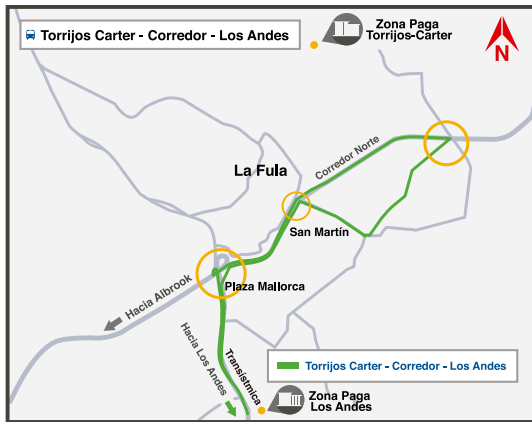 Torrijos Carter - Corredor - Los Andes
Zona Paga
Torrijos-Carter
N
Corredor Norte
La Fula
San Martín
Plaza Mallorca
Hacia Albrook
Hacia Los Andes
Transístmica
Torrijos Carter - Corredor - Los Andes
Zona Paga
Los Andes